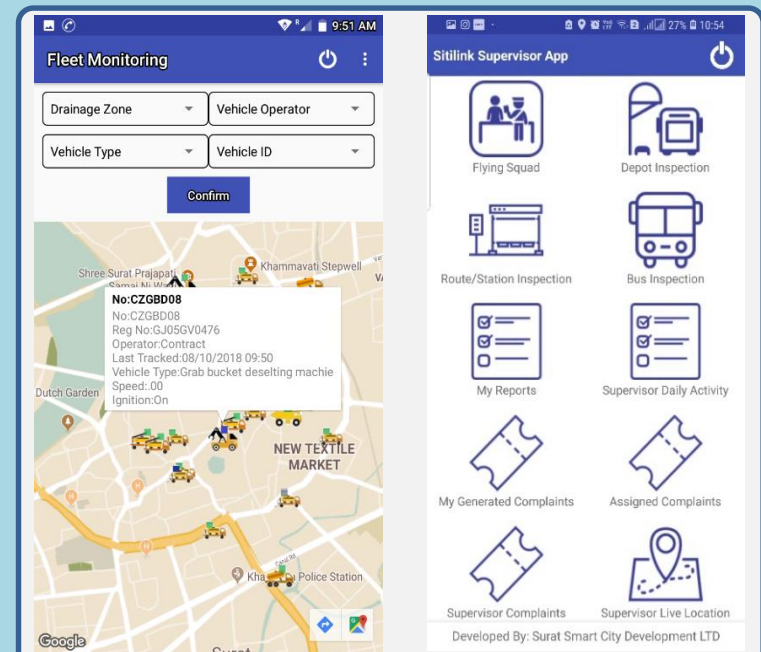 9:51 AM
Fleet Monitoring
Drainage Zone
Vehicle Operator
Vehicle Type
Vehicle ID
Confirm
Shree Surat Prajapati
Khammavati Stepwell
No:CZGBD08
No:CZGBD08
Reg No:GJ05GV0476
Operator:Contract
Last Tracked:08/10/2018 09:50
Vehicle Type:Grab bucket deselting machie
Speed:.00
Ignition:On
Dutch Garden
NEW TEXTILE
MARKET
Police Station
Google
27% 10:54
Sitilink Supervisor App
Flying Squad
Depot Inspection
Route/Station Inspection
Bus Inspection
My Reports
Supervisor Daily Activity
My Generated Complaints
Assigned Complaints
Supervisor Complaints
Supervisor Live Location
Developed By: Surat Smart City Development LTD